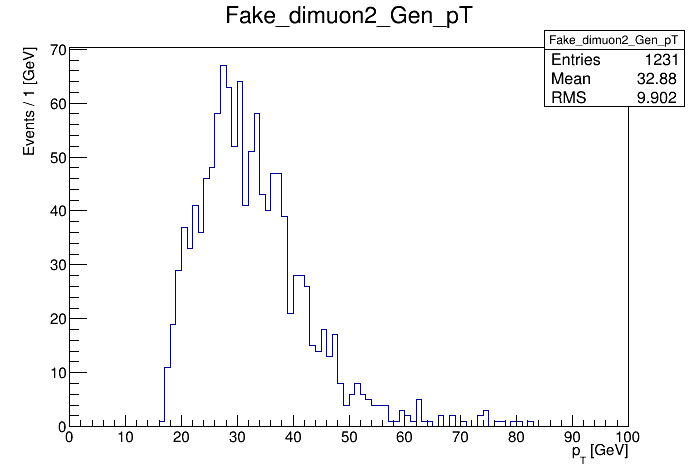 Fake_dimuon2_Gen_pT
Fake_dimuon2_Gen_pT
Entries 1231
Mean 32.88
RMS 9.902
Events / 1 [GeV]
70
60
50
40
30
20
10
0
0 10 20 30 40 50 60 70 80 90 100
p_T [GeV]